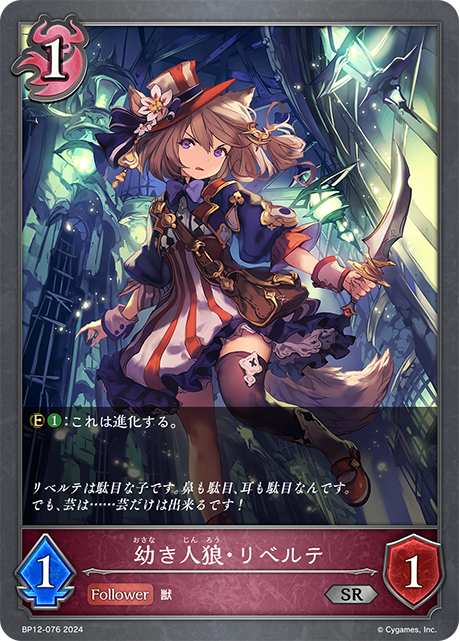 1
E 1：これは進化する。
リベルテは駄目な子です。鼻も駄目、耳も駄目なんです。
でも、芸は……芸だけは出来るです！
おさな じんろう
幼き人狼・リベルテ
1
Follower 獣
SR
1
BP12-076 2024
© Cygames, Inc.